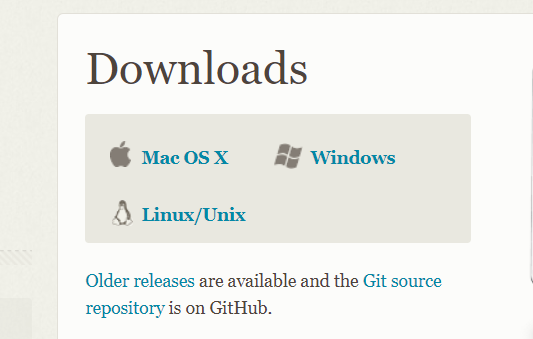 Downloads
Mac OS X Windows
Linux/Unix
Older releases are available and the Git source
repository is on GitHub.